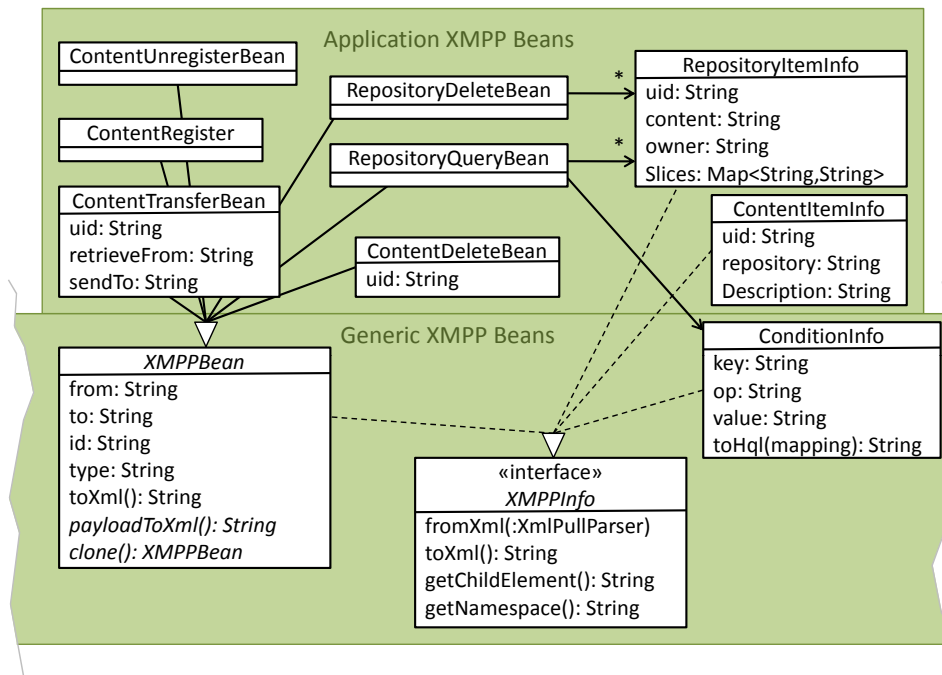 Application XMPP Beans
ContentUnregisterBean
ContentRegister
ContentTransferBean
uid: String
retrieveFrom: String
sendTo: String
RepositoryDeleteBean
*
RepositoryQueryBean
*
ContentDeleteBean
uid: String
RepositoryItemInfo
uid: String
content: String
owner: String
Slices: Map<String,String>
ContentItemInfo
uid: String
repository: String
Description: String
Generic XMPP Beans
XMPPBean
from: String
to: String
id: String
type: String
toXml(): String
payloadToXml(): String
clone(): XMPPBean
«interface»
XMPPInfo
fromXml(:XmlPullParser)
toXml(): String
getChildElement(): String
getNamespace(): String
ConditionInfo
key: String
op: String
value: String
toHql(mapping): String